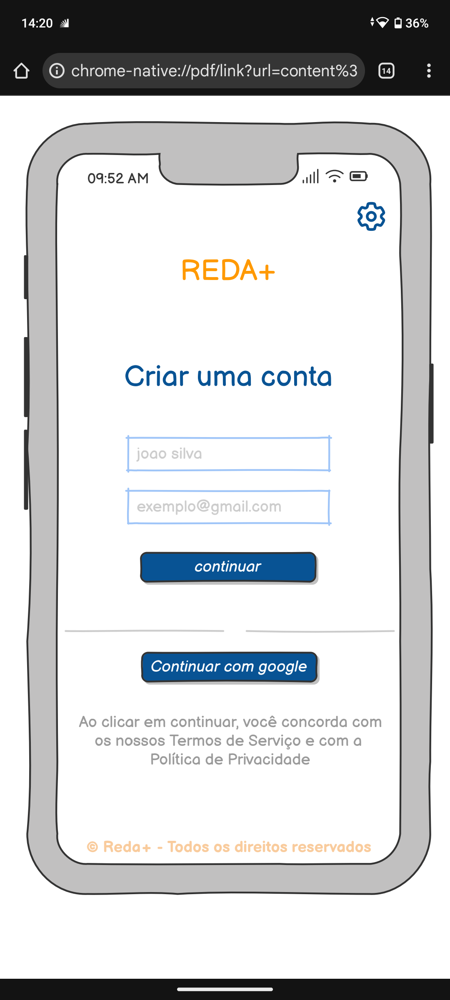 14:20
36%
chrome-native://pdf/link?url=content%3
14
09:52 AM
REDA+
Criar uma conta
joao silva
exemplo@gmail.com
continuar
Continuar com google
Ao clicar em continuar, você concorda com
os nossos Termos de Serviço e com a
Política de Privacidade
© Reda+ - Todos os direitos reservados